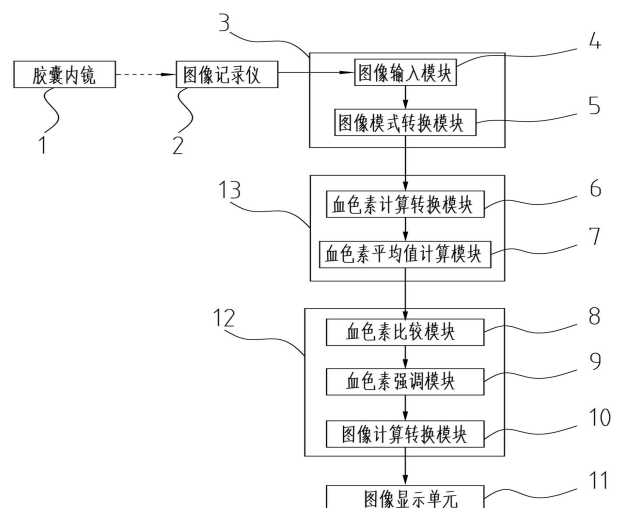 3
4
胶囊内镜
图像记录仪
图像输入模块
1
2
图像模式转换模块
5
13
血色素计算转换模块
6
血色素平均值计算模块
7
12
血色素比较模块
8
血色素强调模块
9
图像计算转换模块
10
图像显示单元
11